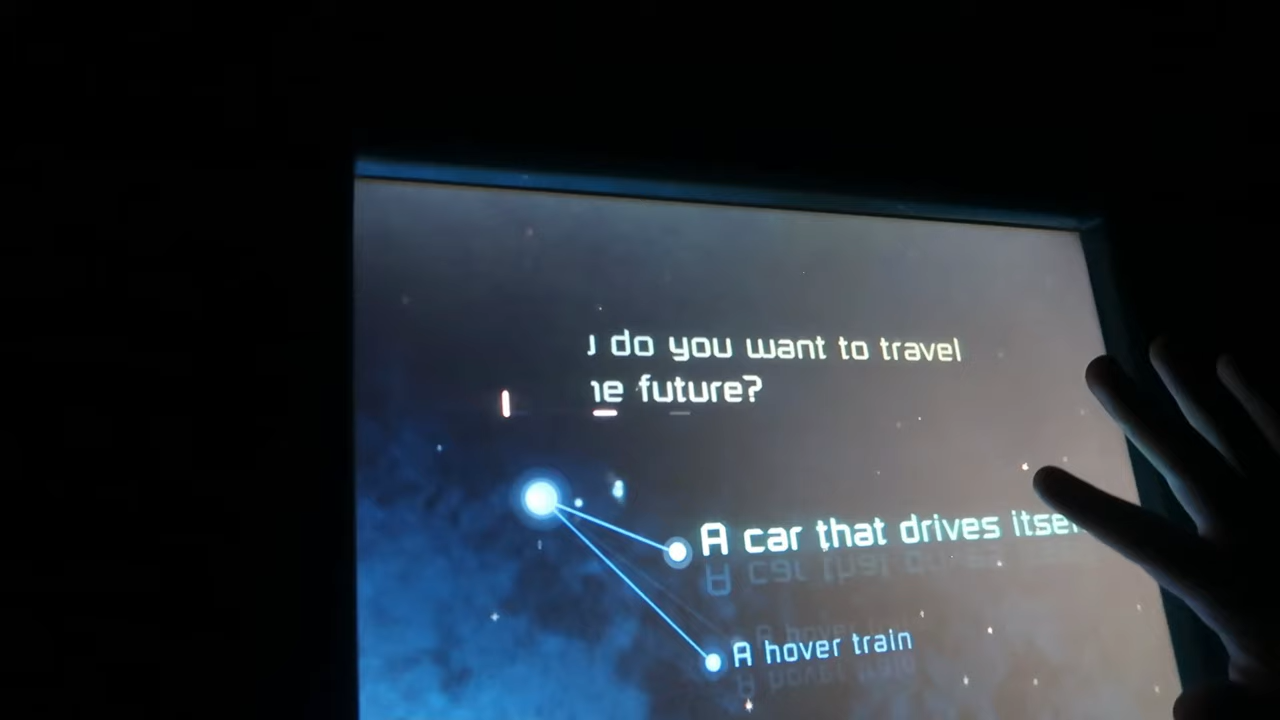 do you want to travel
future?
A car that drives
A hover train